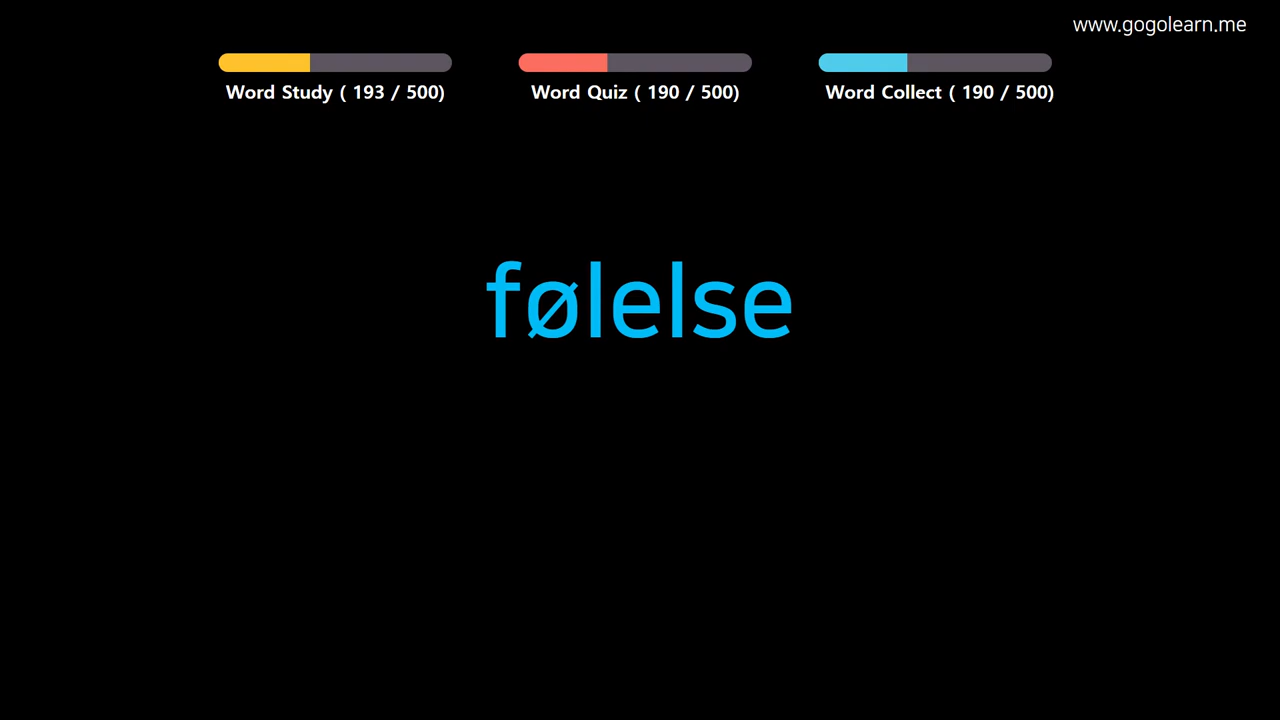 www.gogolearn.me
Word Study ( 193 / 500)
Word Quiz ( 190 / 500)
Word Collect ( 190 / 500)
følelse